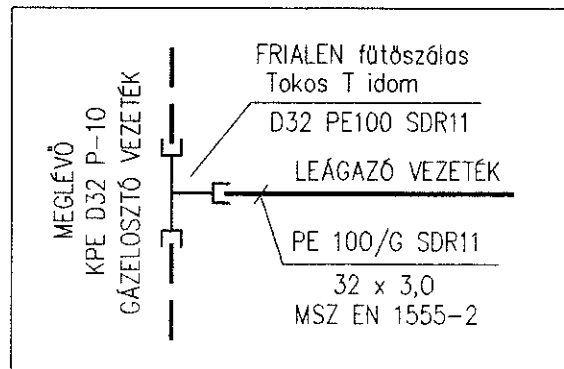 MEGLÉVŐ
KPE D32 P-10
GÁZELOSZTÓ VEZETÉK
FRIALEN fűtőszálas
Tokos T idom
D32 PE100 SDR11
LEÁGAZÓ VEZETÉK
PE 100/G SDR11
32 x 3,0
MSZ EN 1555-2